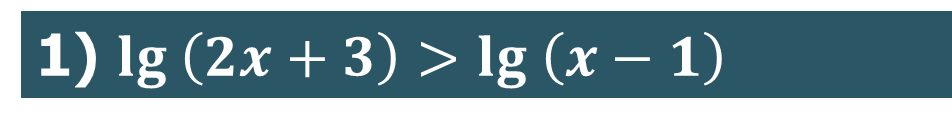 1) lg (2x + 3) > lg (x − 1)